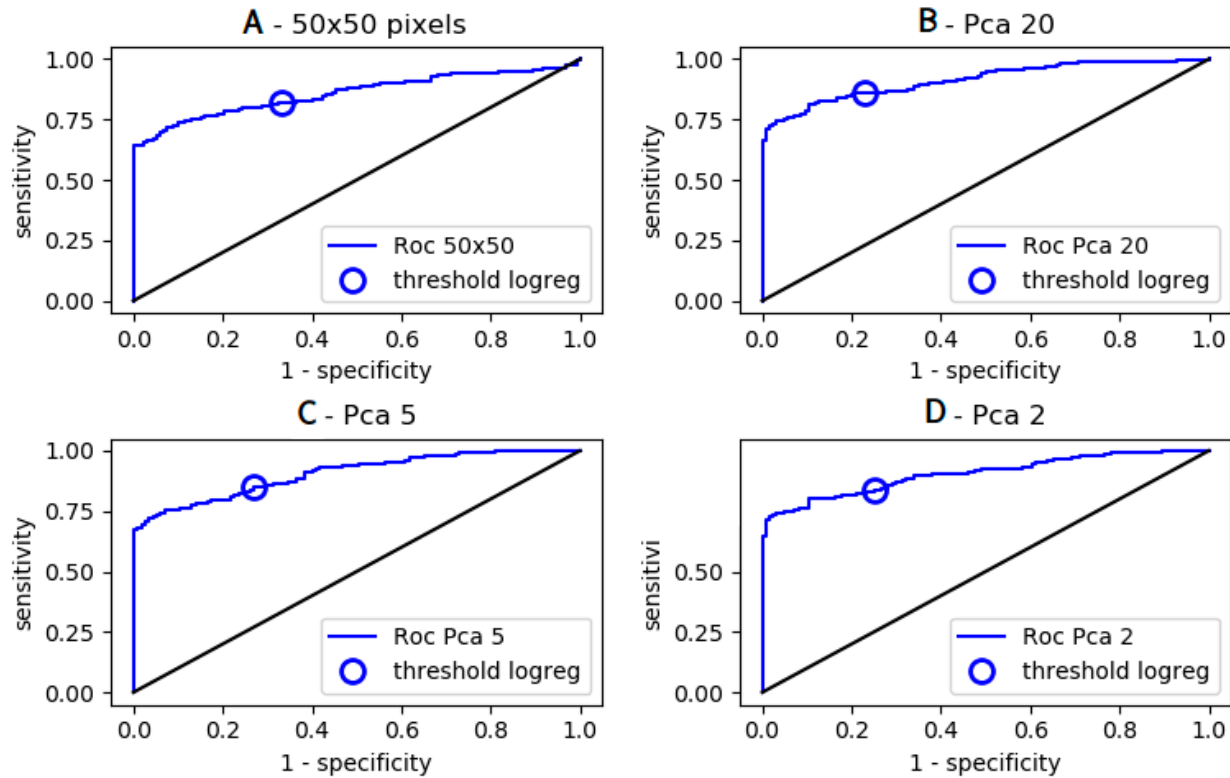 A - 50x50 pixels
1.00
0.75
0.50
0.25
0.00
sensitivity
Roc 50x50
threshold logreg
0.0 0.2 0.4 0.6 0.8 1.0
1 - specificity
B - Pca 20
1.00
0.75
0.50
0.25
0.00
sensitivity
Roc Pca 20
threshold logreg
0.0 0.2 0.4 0.6 0.8 1.0
1 - specificity
C - Pca 5
1.00
0.75
0.50
0.25
0.00
sensitivity
Roc Pca 5
threshold logreg
0.0 0.2 0.4 0.6 0.8 1.0
1 - specificity
D - Pca 2
0.50
0.25
0.00
sensitivi
Roc Pca 2
threshold logreg
0.0 0.2 0.4 0.6 0.8 1.0
1 - specificity